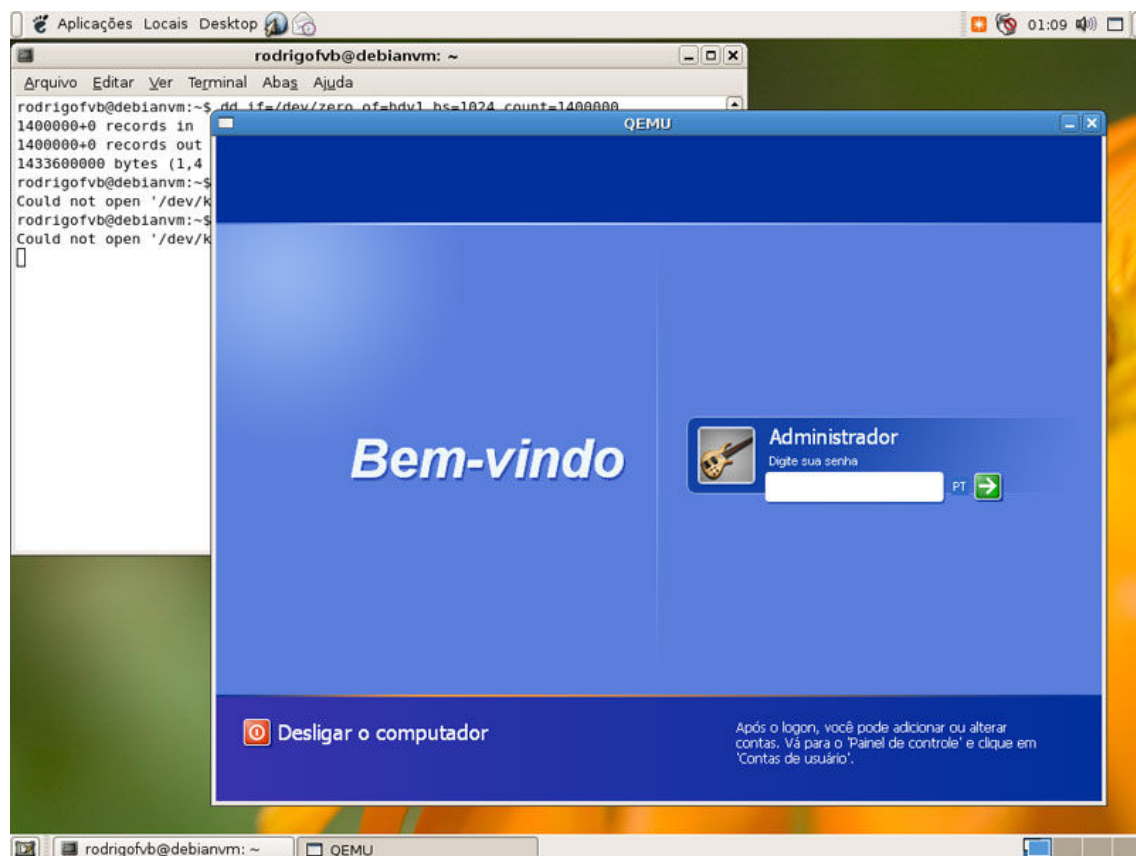 Aplicações Locais Desktop
01:09
rodrigofvb@debianvm: ~
Arquivo Editar Ver Terminal Abas Ajuda
rodrigofvb@debianvm:~$ dd if=/dev/zero of=hdv1 bs=1024 count=1400000
1400000+0 records in
1400000+0 records out
1433600000 bytes (1,4
rodrigofvb@debianvm:~$
Could not open '/dev/k
rodrigofvb@debianvm:~$
Could not open '/dev/k
QEMU
Bem-vindo
Administrador
Digite sua senha
PT
Desligar o computador
Após o logon, você pode adicionar ou alterar
contas. Vá para o 'Painel de controle' e clique em
'Contas de usuário'.
rodrigofvb@debianvm: ~
QEMU